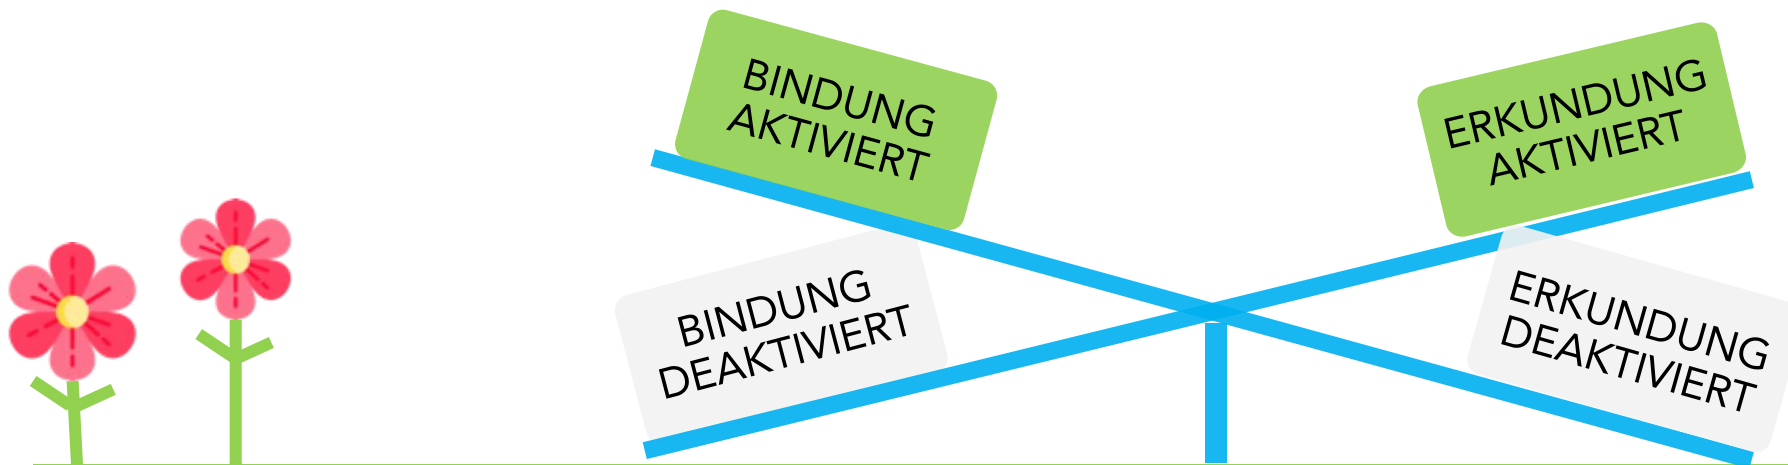 BINDUNG
AKTIVIERT
ERKUNDUNG
AKTIVIERT
BINDUNG
DEAKTIVIERT
ERKUNDUNG
DEAKTIVIERT